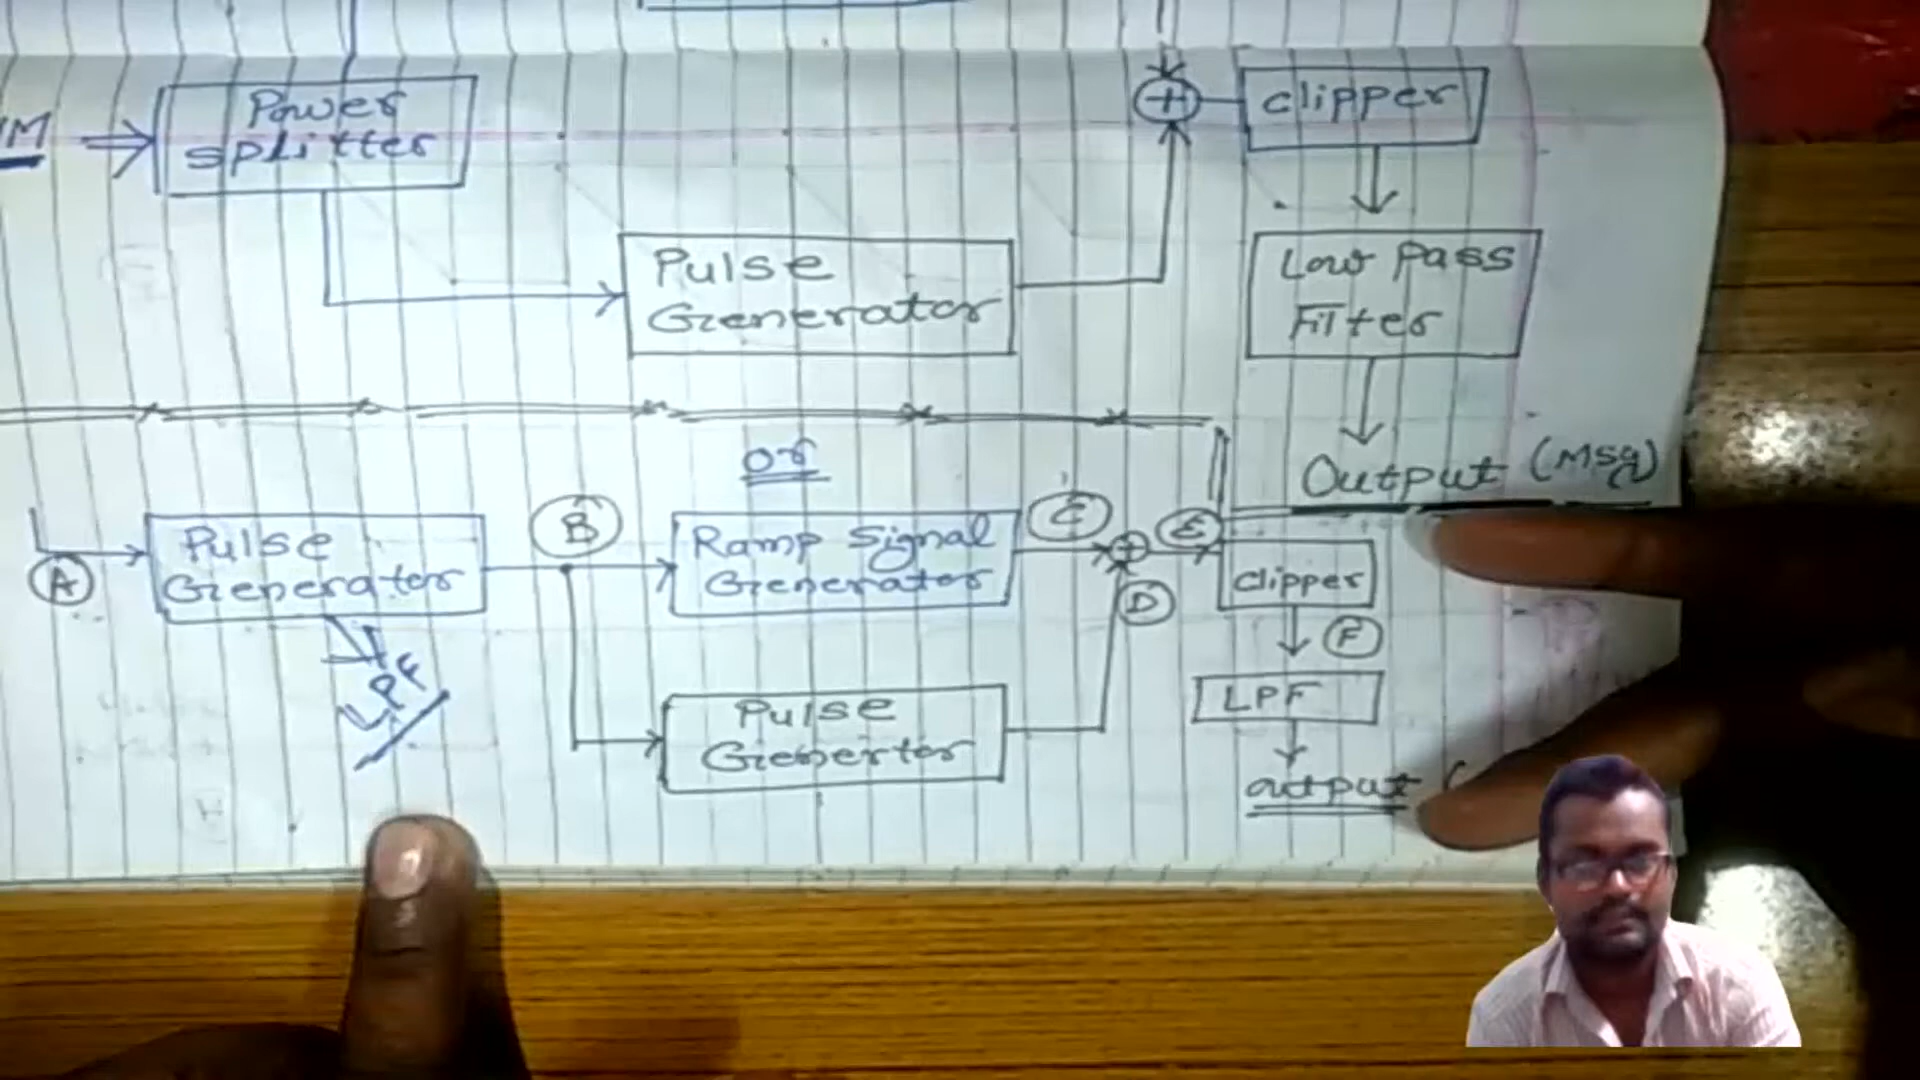 Power
splitter
clipper
Pulse
Generator
Low Pass
Filter
Output (Msg)
or
A
Pulse
Generator
LPF
B
Ramp Signal
Generator
C
D
E
Pulse
Genertor
clipper
F
LPF
output (